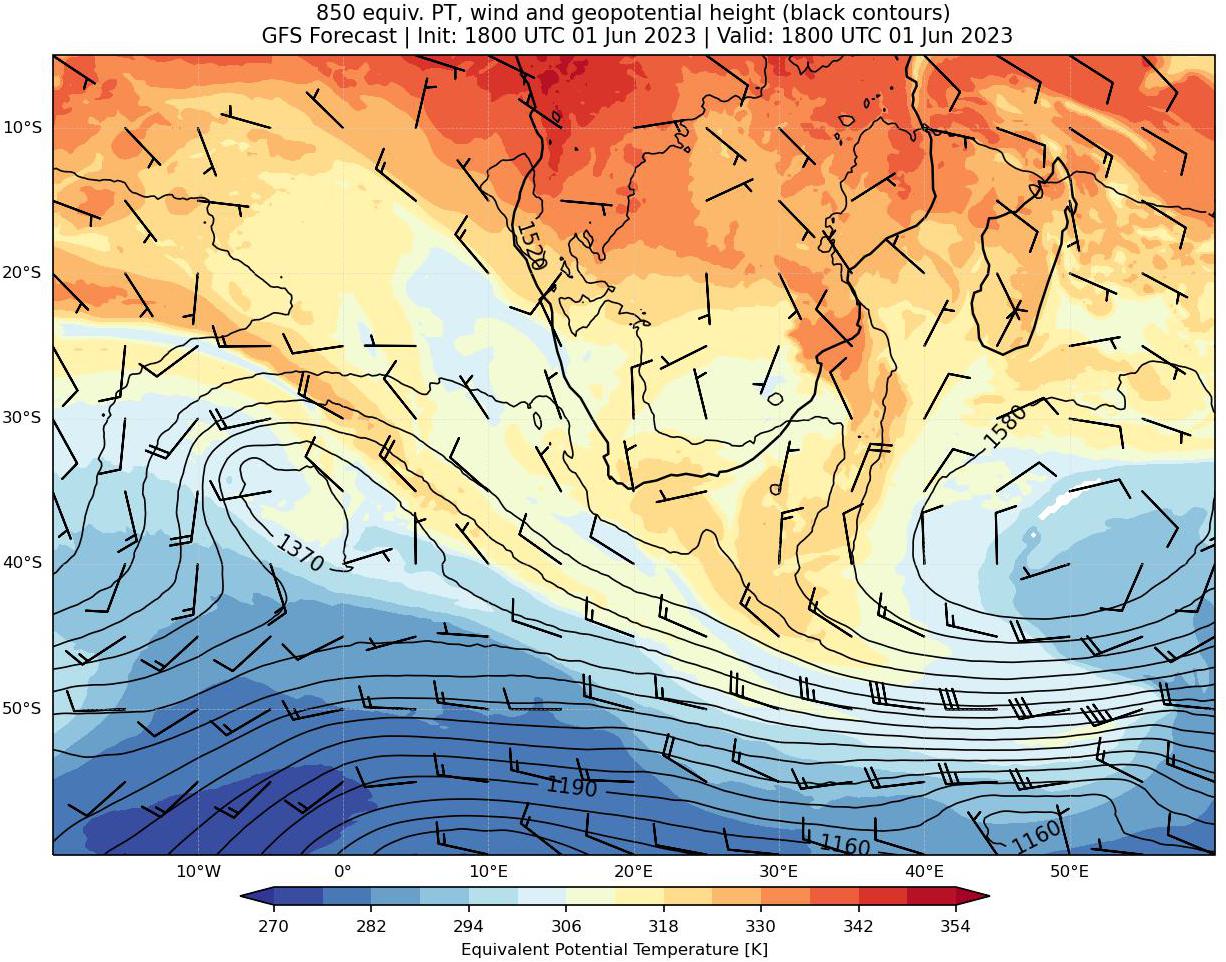 850 equiv. PT, wind and geopotential height (black contours)
GFS Forecast | Init: 1800 UTC 01 Jun 2023 | Valid: 1800 UTC 01 Jun 2023
10°S
20°S
30°S
40°S
50°S
1520
1580
1370
1190
1160
1160
10°W
0°
10°E
20°E
30°E
40°E
50°E
270
282
294
306
318
330
342
354
Equivalent Potential Temperature [K]